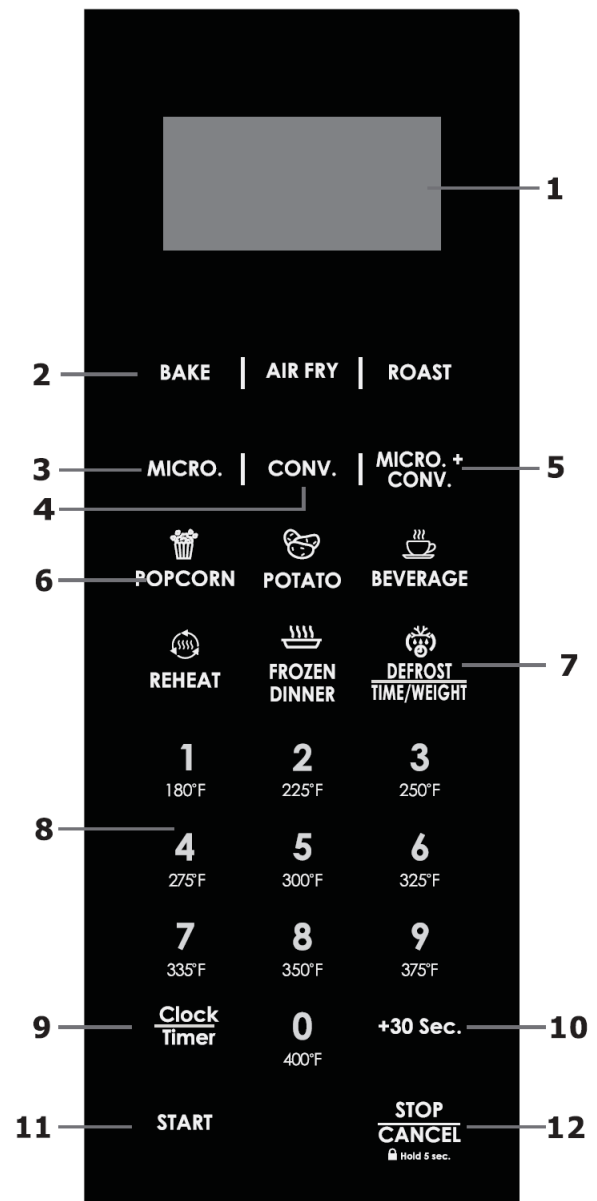 1
2 BAKE AIR FRY ROAST
3 MICRO. CONV. MICRO. +
CONV. 5
4
6 POPCORN POTATO BEVERAGE
REHEAT FROZEN
DINNER DEFROST
TIME/WEIGHT 7
1 2 3
180°F 225°F 250°F
8
4 5 6
275°F 300°F 325°F
7 8 9
335°F 350°F 375°F
9 Clock
Timer 0 +30 Sec. 10
400°F
11 START STOP
CANCEL 12
Hold 5 sec.